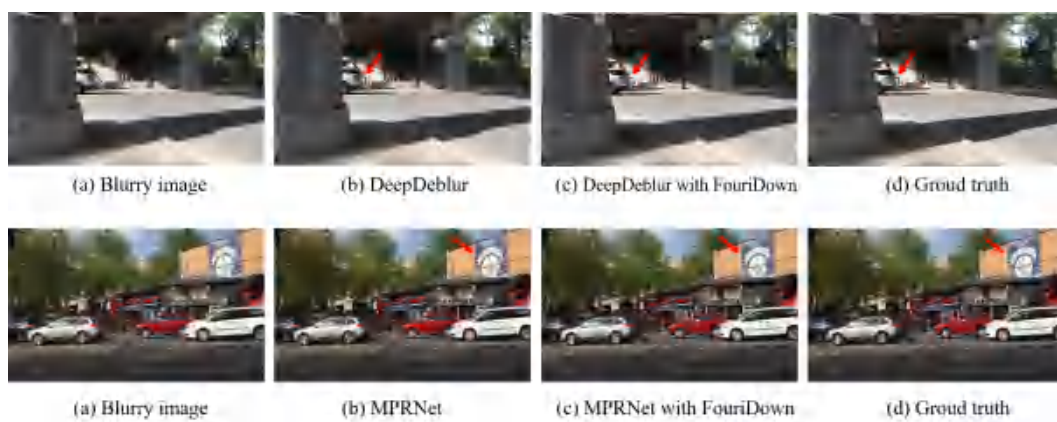 (a) Blurry image (b) DeepDeblur (c) DeepDeblur with FouriDown (d) Groud truth
(a) Blurry image (b) MPRNet (c) MPRNet with FouriDown (d) Groud truth